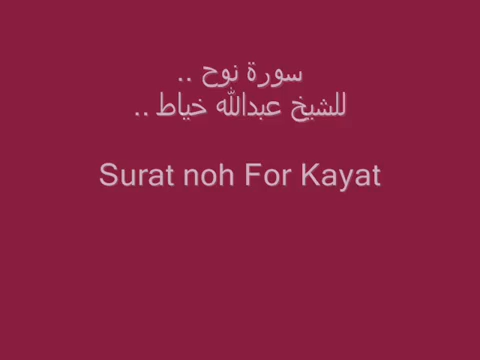 سورة نوح ..
للشيخ عبدالله خياط ..
Surat noh For Kayat